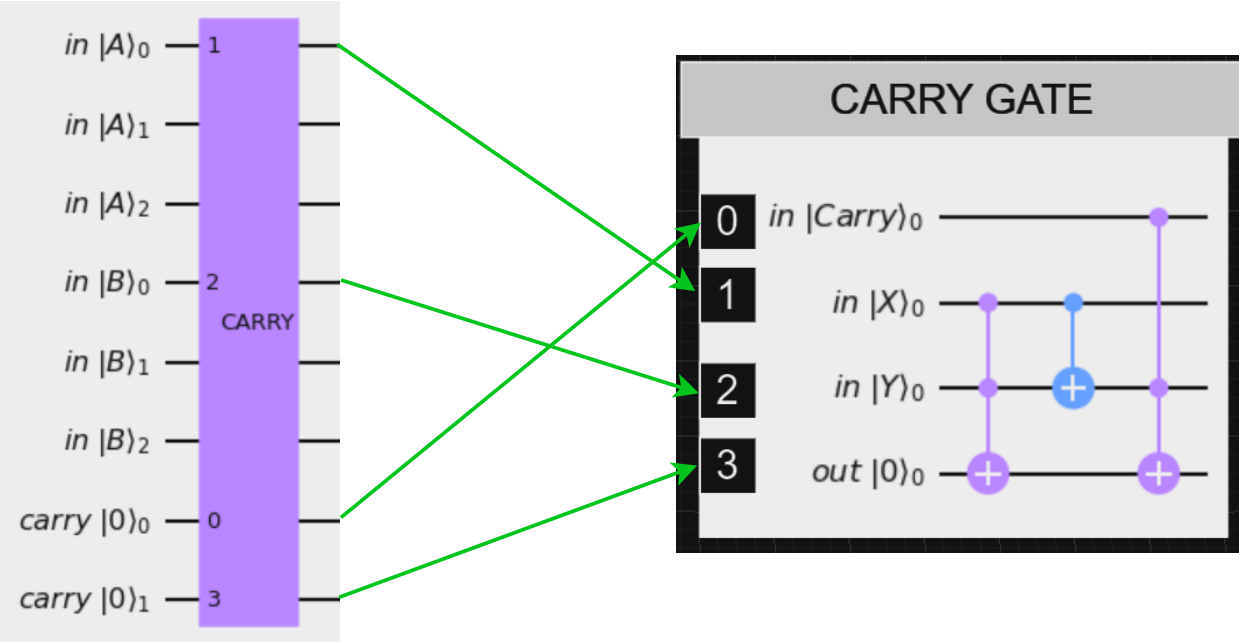 in |A⟩₀ 1
in |A⟩₁
in |A⟩₂
in |B⟩₀ 2
CARRY
in |B⟩₁
in |B⟩₂
carry |0⟩₀ 0
carry |0⟩₁ 3
CARRY GATE
0 in |Carry⟩₀
1 in |X⟩₀
2 in |Y⟩₀
3 out |0⟩₀